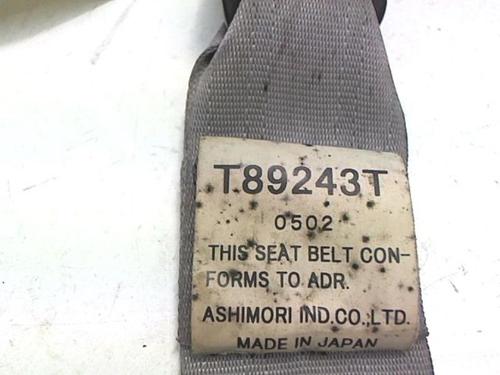 T89243T
0502
THIS SEAT BELT CON-
FORMS TO ADR.
ASHIMORI IND.CO.,LTD.
MADE IN JAPAN